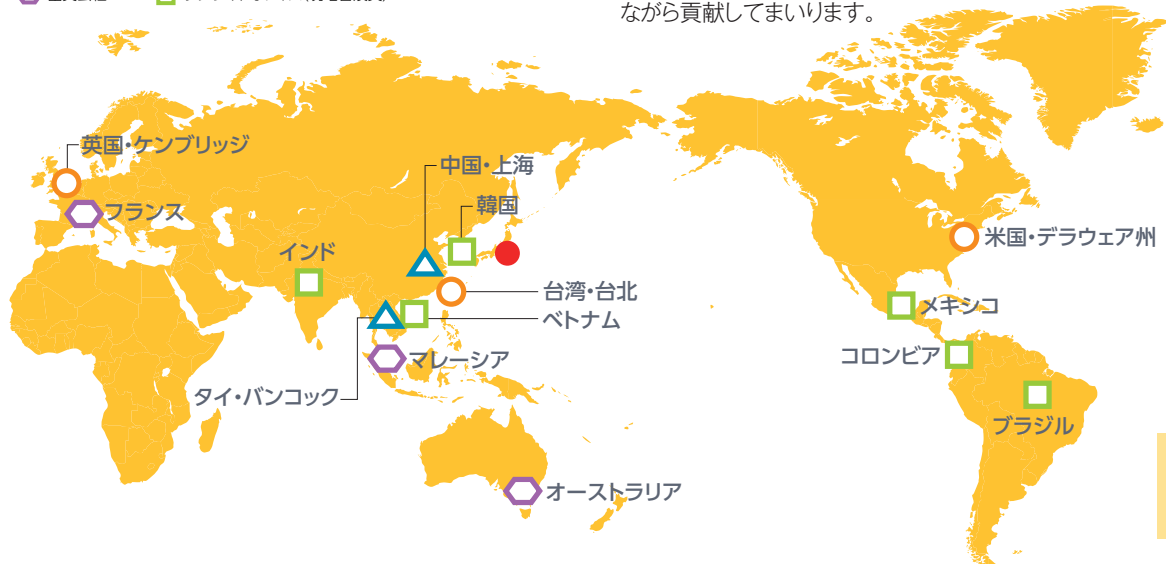 ながら貢献してまいります。
英国・ケンブリッジ
中国・上海
フランス
韓国
米国・デラウェア州
インド
台湾・台北
メキシコ
ベトナム
マレーシア
コロンビア
タイ・バンコック
ブラジル
オーストラリア